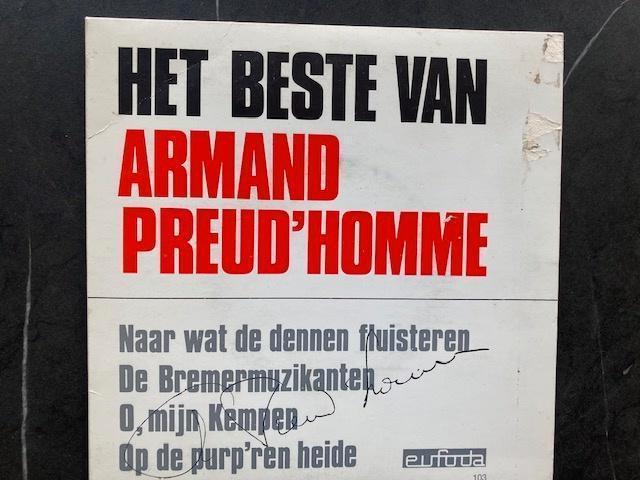 HET BESTE VAN
ARMAND
PREUD'HOMME
Naar wat de dennen fluisteren
De Bremermuzikanten
O, mijn Kempen
Op de purp'ren heide
eufoda
103